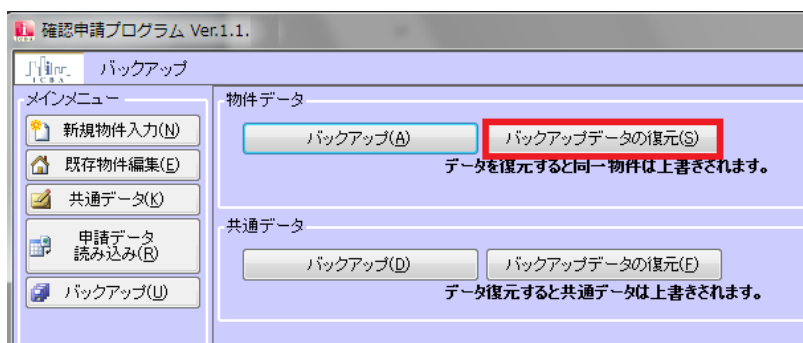 確認申請プログラム Ver.1.1.
ICBA
バックアップ
メインメニュー
新規物件入力(N)
既存物件編集(E)
共通データ(K)
申請データ
読み込み(R)
バックアップ(U)
物件データ
バックアップ(A)
バックアップデータの復元(S)
データを復元すると同一物件は上書きされます。
共通データ
バックアップ(D)
バックアップデータの復元(F)
データ復元すると共通データは上書きされます。